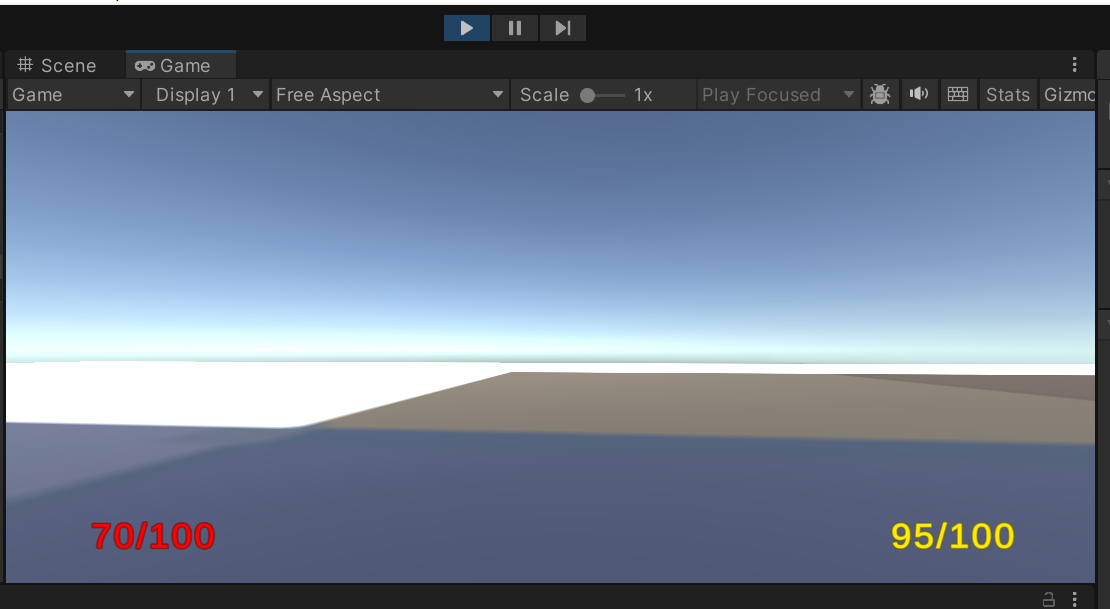 Scene Game
Game Display 1 Free Aspect Scale 1x Play Focused Stats Gizmo
70/100 95/100